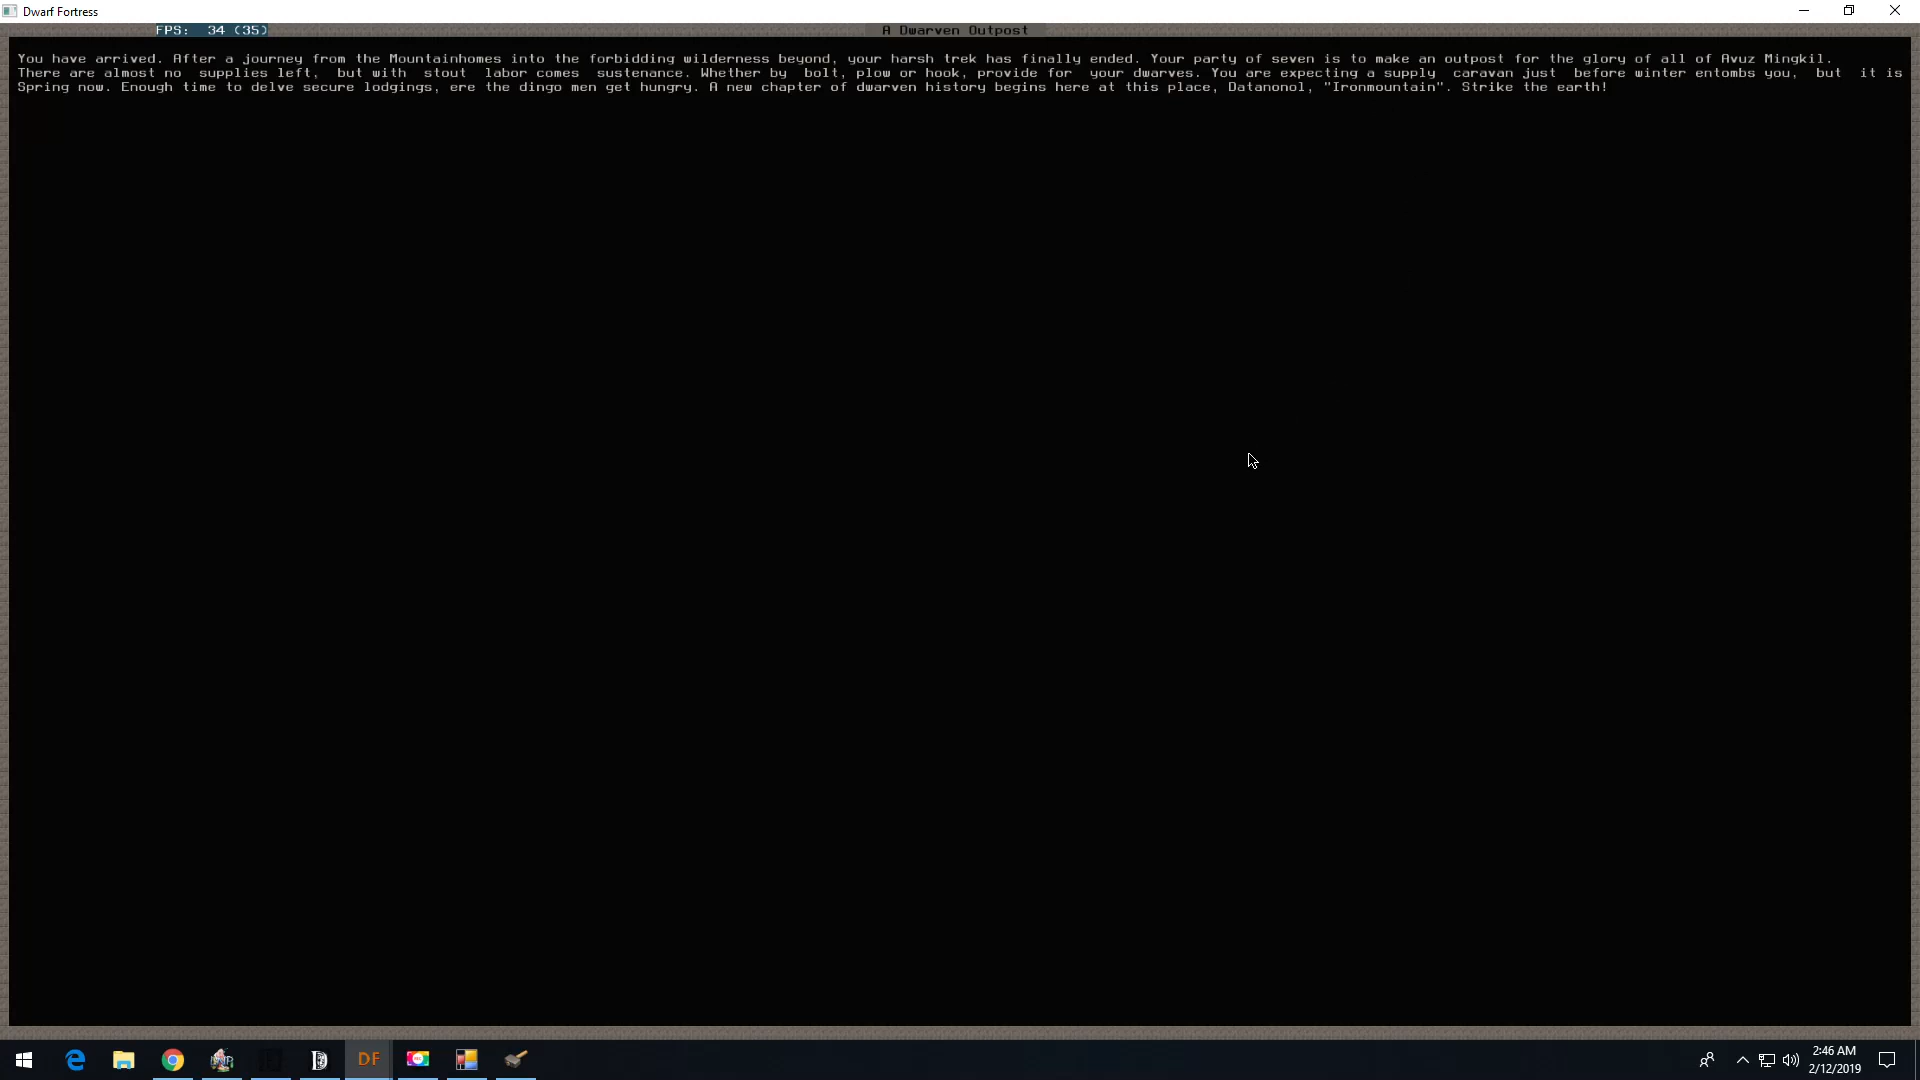 Dwarf Fortress
FPS: 34 (35)
A Dwarven Outpost
You have arrived. After a journey from the Mountainhomes into the forbidding wilderness beyond, your harsh trek has finally ended. Your party of seven is to make an outpost for the glory of all of Avuz Mingkil.
There are almost no supplies left, but with stout labor comes sustenance. Whether by bolt, plow or hook, provide for your dwarves. You are expecting a supply caravan just before winter entombs you, but it is
Spring now. Enough time to delve secure lodgings, ere the dingo men get hungry. A new chapter of dwarven history begins here at this place, Datanonol, "Ironmountain". Strike the earth!
DF
2:46 AM
2/12/2019